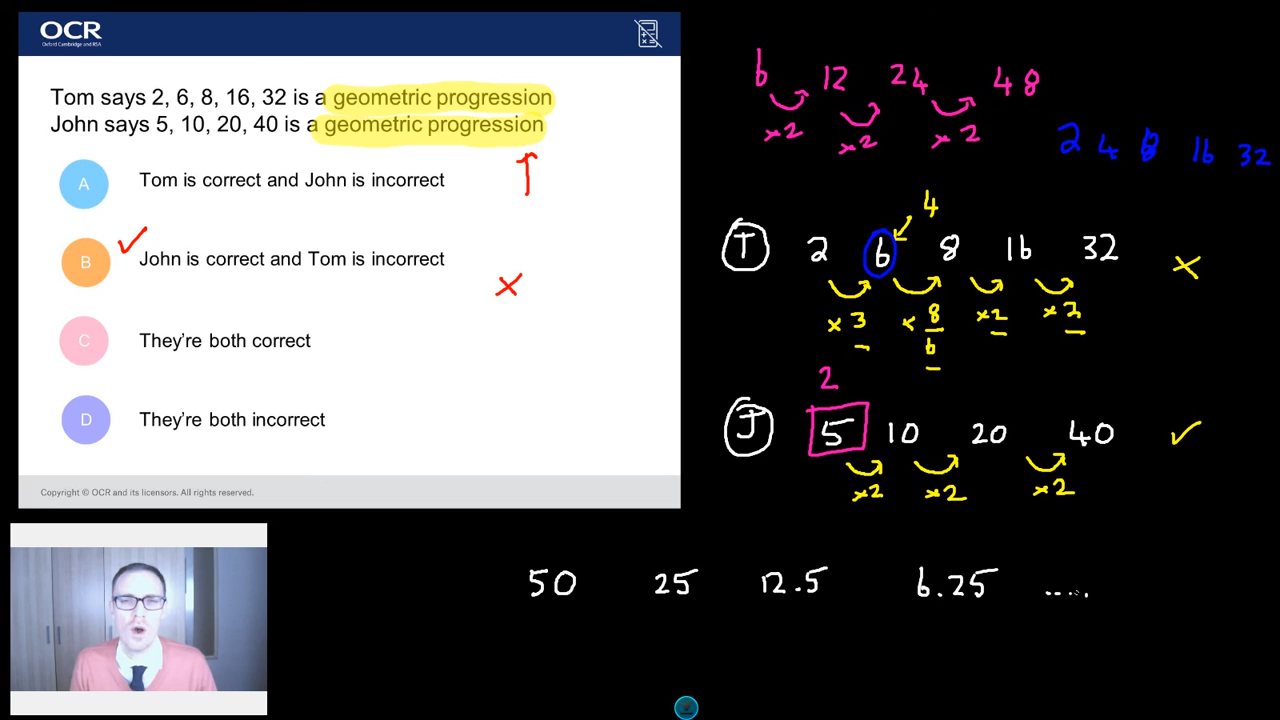 OCR
Oxford Cambridge and RSA
Tom says 2, 6, 8, 16, 32 is a geometric progression
John says 5, 10, 20, 40 is a geometric progression
A Tom is correct and John is incorrect
B John is correct and Tom is incorrect
C They're both correct
D They're both incorrect
Copyright © OCR and its licensors. All rights reserved.
6 12 24 48
×2 ×2 ×2
2 4 8 16 32
4
T 2 6 8 16 32 ×
×3 ×8/6 ×2 ×2
2
J 5 10 20 40 ✓
×2 ×2 ×2
50 25 12.5 6.25 .....